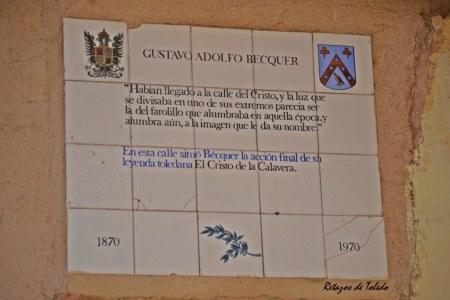 GUSTAVO ADOLFO BECQUER
"Habían llegado a la calle del Cristo, y la luz que
se divisaba en uno de sus extremos parecía ser
la del farolillo que alumbraba en aquella época, y
alumbra aún, a la imagen que le da su nombre."
En esta calle situó Bécquer la acción final de su
leyenda toledana El Cristo de la Calavera.
1870
1970
Retazos de Toledo